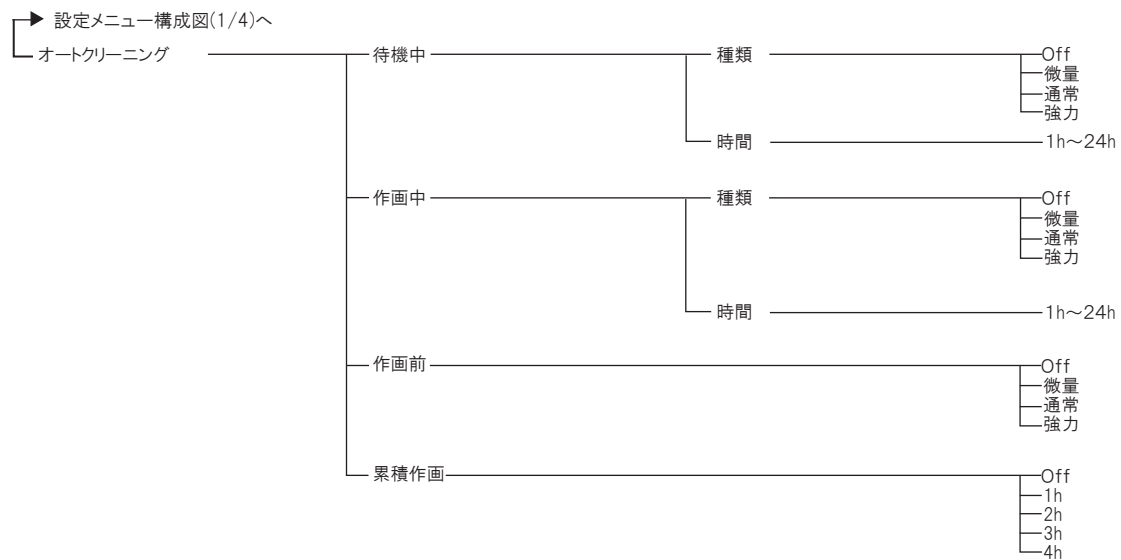 設定メニュー構成図(1/4)へ
オートクリーニング 待機中 種類 Off
微量
通常
強力
時間 1h～24h
作画中 種類 Off
微量
通常
強力
時間 1h～24h
作画前 Off
微量
通常
強力
累積作画 Off
1h
2h
3h
4h